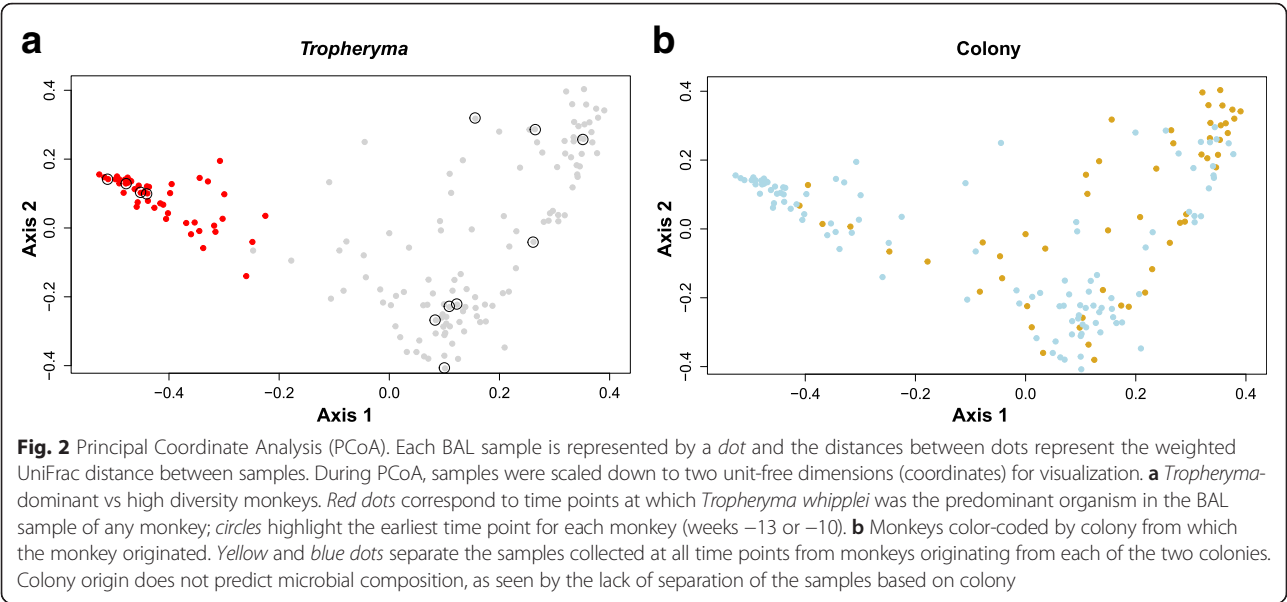 a
Tropheryma
Axis 2
0.4
0.2
0.0
−0.2
−0.4
−0.4 −0.2 0.0 0.2 0.4
Axis 1
b
Colony
Axis 2
0.4
0.2
0.0
−0.2
−0.4
−0.4 −0.2 0.0 0.2 0.4
Axis 1
Fig. 2 Principal Coordinate Analysis (PCoA). Each BAL sample is represented by a dot and the distances between dots represent the weighted
UniFrac distance between samples. During PCoA, samples were scaled down to two unit-free dimensions (coordinates) for visualization. a Tropheryma-
dominant vs high diversity monkeys. Red dots correspond to time points at which Tropheryma whipplei was the predominant organism in the BAL
sample of any monkey; circles highlight the earliest time point for each monkey (weeks −13 or −10). b Monkeys color-coded by colony from which
the monkey originated. Yellow and blue dots separate the samples collected at all time points from monkeys originating from each of the two colonies.
Colony origin does not predict microbial composition, as seen by the lack of separation of the samples based on colony